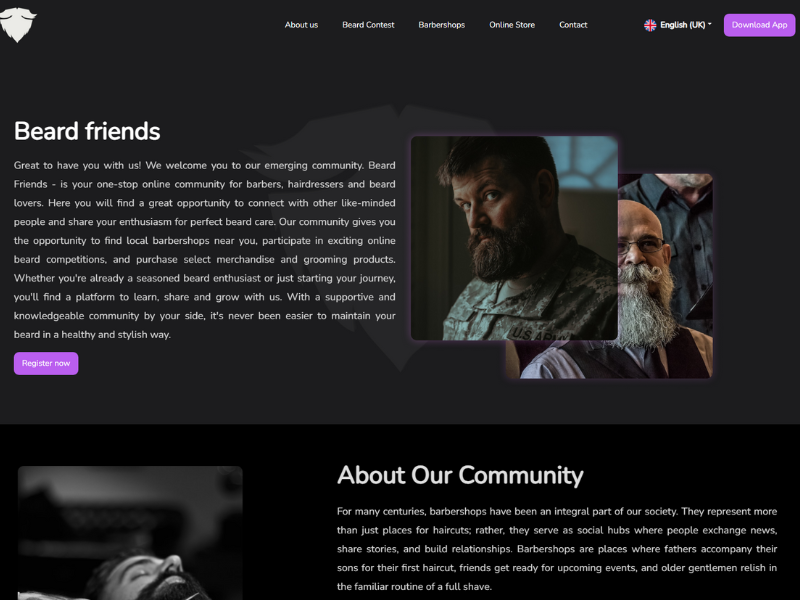 About us Beard Contest Barbershops Online Store Contact English (UK) Download App
Beard friends
Great to have you with us! We welcome you to our emerging community. Beard
Friends - is your one-stop online community for barbers, hairdressers and beard
lovers. Here you will find a great opportunity to connect with other like-minded
people and share your enthusiasm for perfect beard care. Our community gives you
the opportunity to find local barbershops near you, participate in exciting online
beard competitions, and purchase select merchandise and grooming products.
Whether you're already a seasoned beard enthusiast or just starting your journey,
you'll find a platform to learn, share and grow with us. With a supportive and
knowledgeable community by your side, it's never been easier to maintain your
beard in a healthy and stylish way.
Register now
U.S. ARMY
About Our Community
For many centuries, barbershops have been an integral part of our society. They represent more
than just places for haircuts; rather, they serve as social hubs where people exchange news,
share stories, and build relationships. Barbershops are places where fathers accompany their
sons for their first haircut, friends get ready for upcoming events, and older gentlemen relish in
the familiar routine of a full shave.